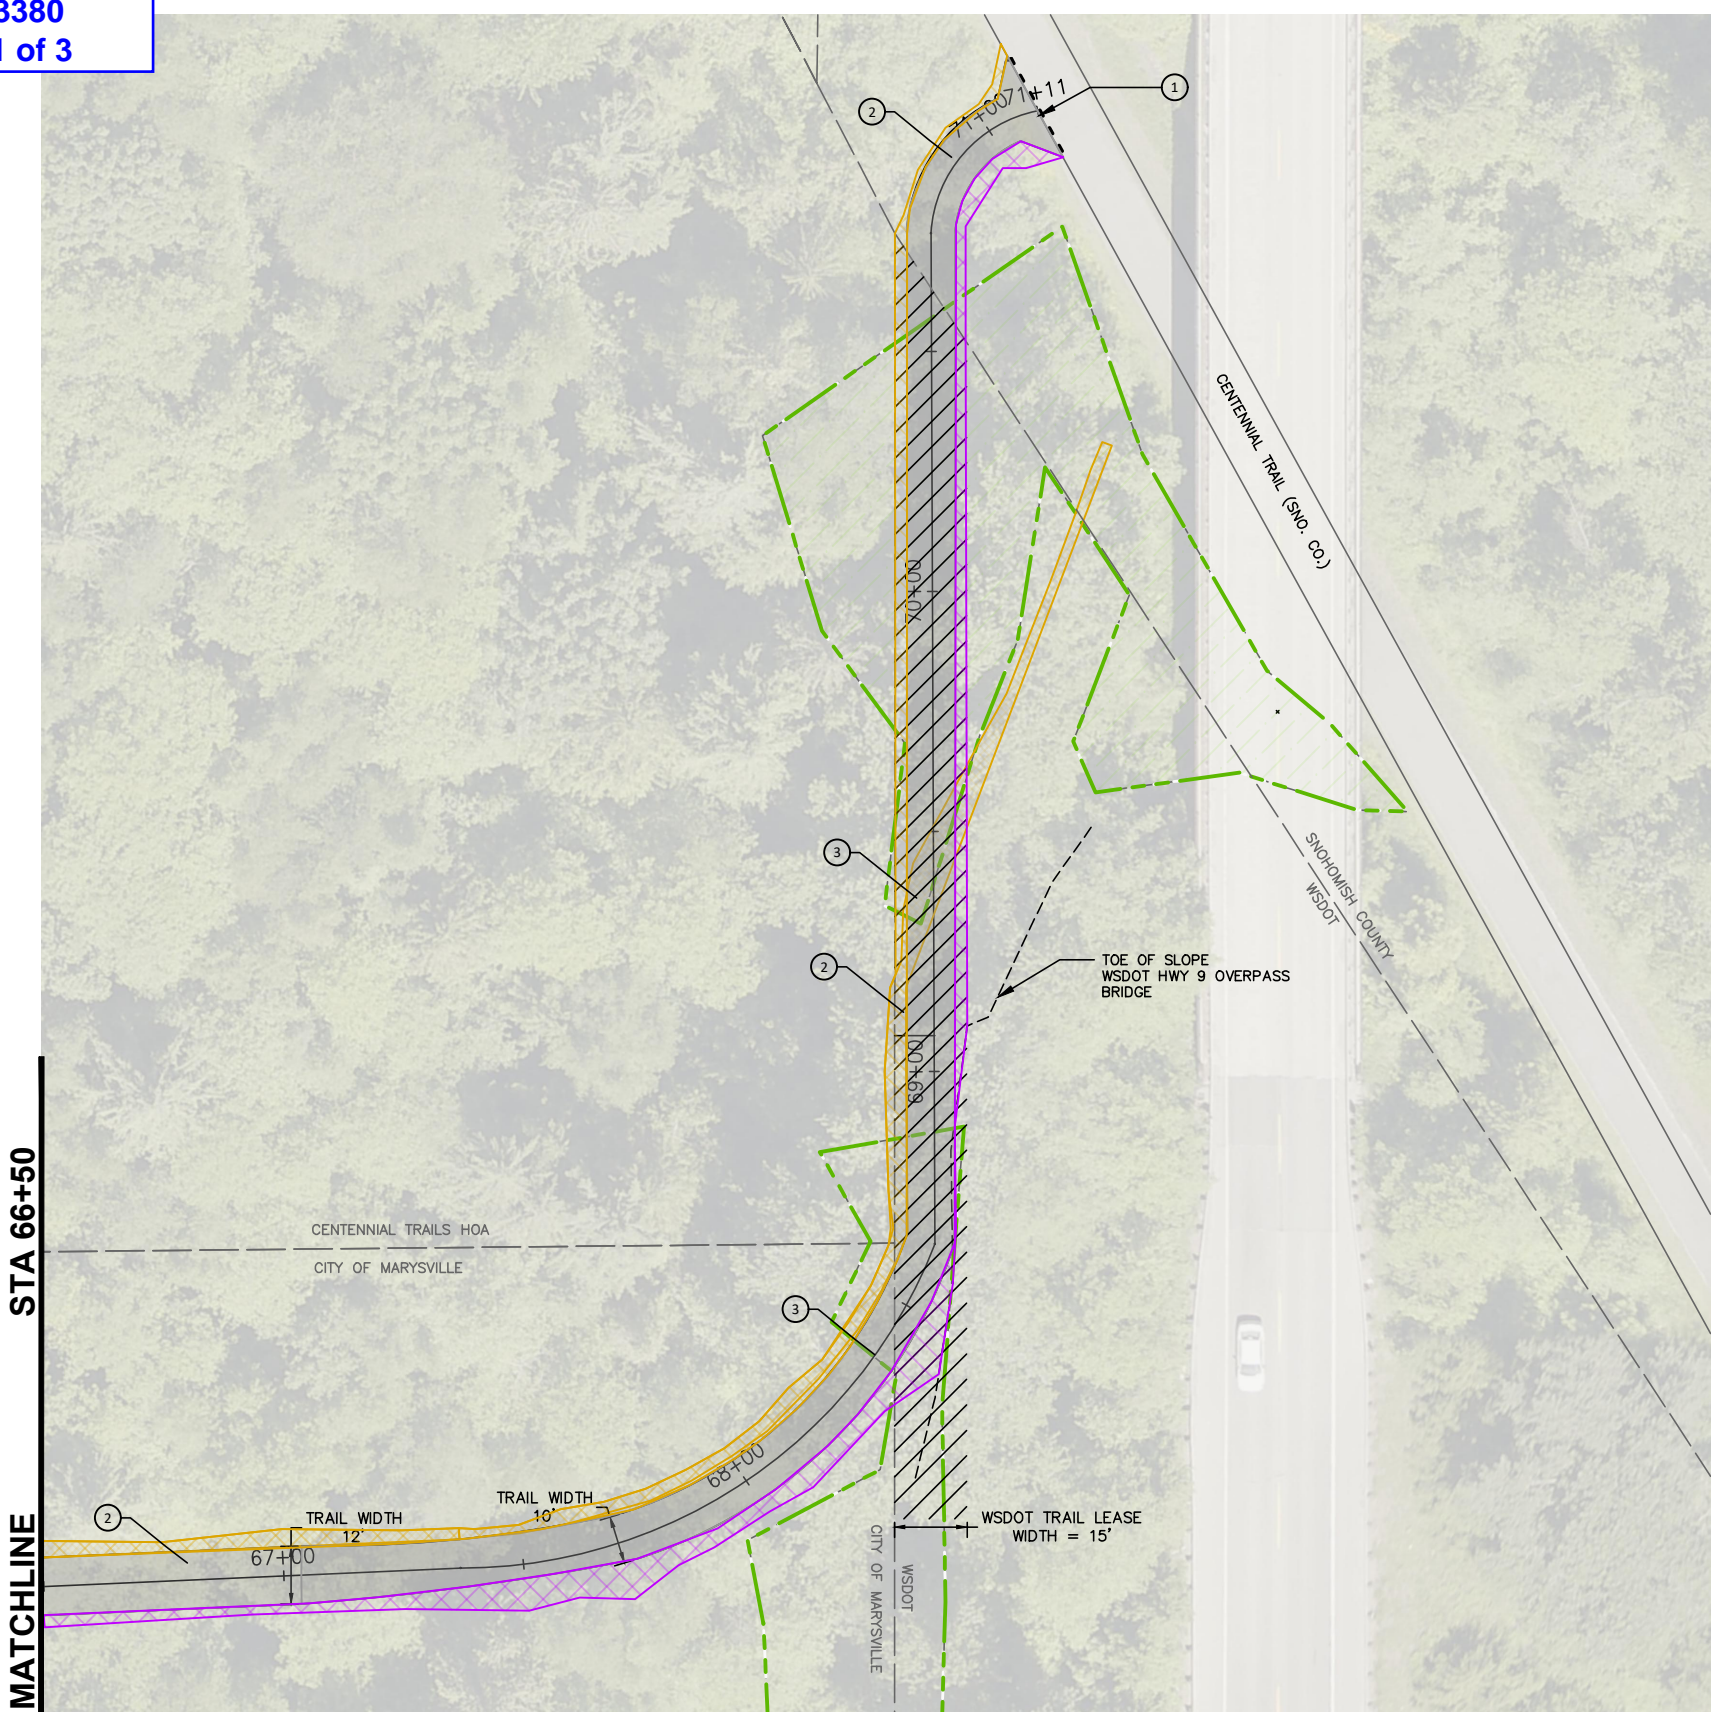 3380
1 of 3
2
71+00
71+11
1
CENTENNIAL TRAIL (SNO. CO.)
70+00
3
SNOHOMISH COUNTY
WSDOT
2
TOE OF SLOPE
WSDOT HWY 9 OVERPASS
BRIDGE
69+00
CENTENNIAL TRAILS HOA
CITY OF MARYSVILLE
3
68+00
TRAIL WIDTH
10'
TRAIL WIDTH
12'
2
67+00
WSDOT TRAIL LEASE
WIDTH = 15'
CITY OF MARYSVILLE
WSDOT
MATCHLINE STA 66+50